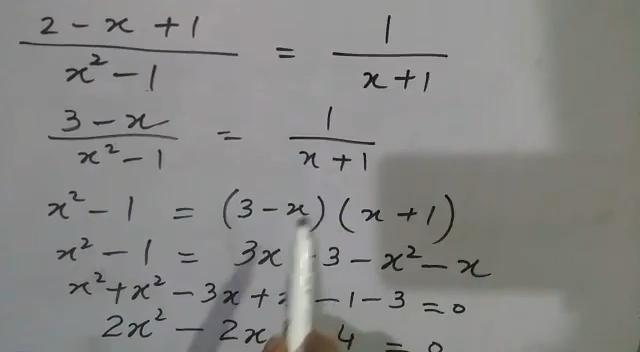 2 - x + 1 / x² - 1 = 1 / x + 1
3 - x / x² - 1 = 1 / x + 1
x² - 1 = (3 - x) (x + 1)
x² - 1 = 3x 3 - x² - x
x² + x² - 3x + - 1 - 3 = 0
2x² - 2x 4 = 0